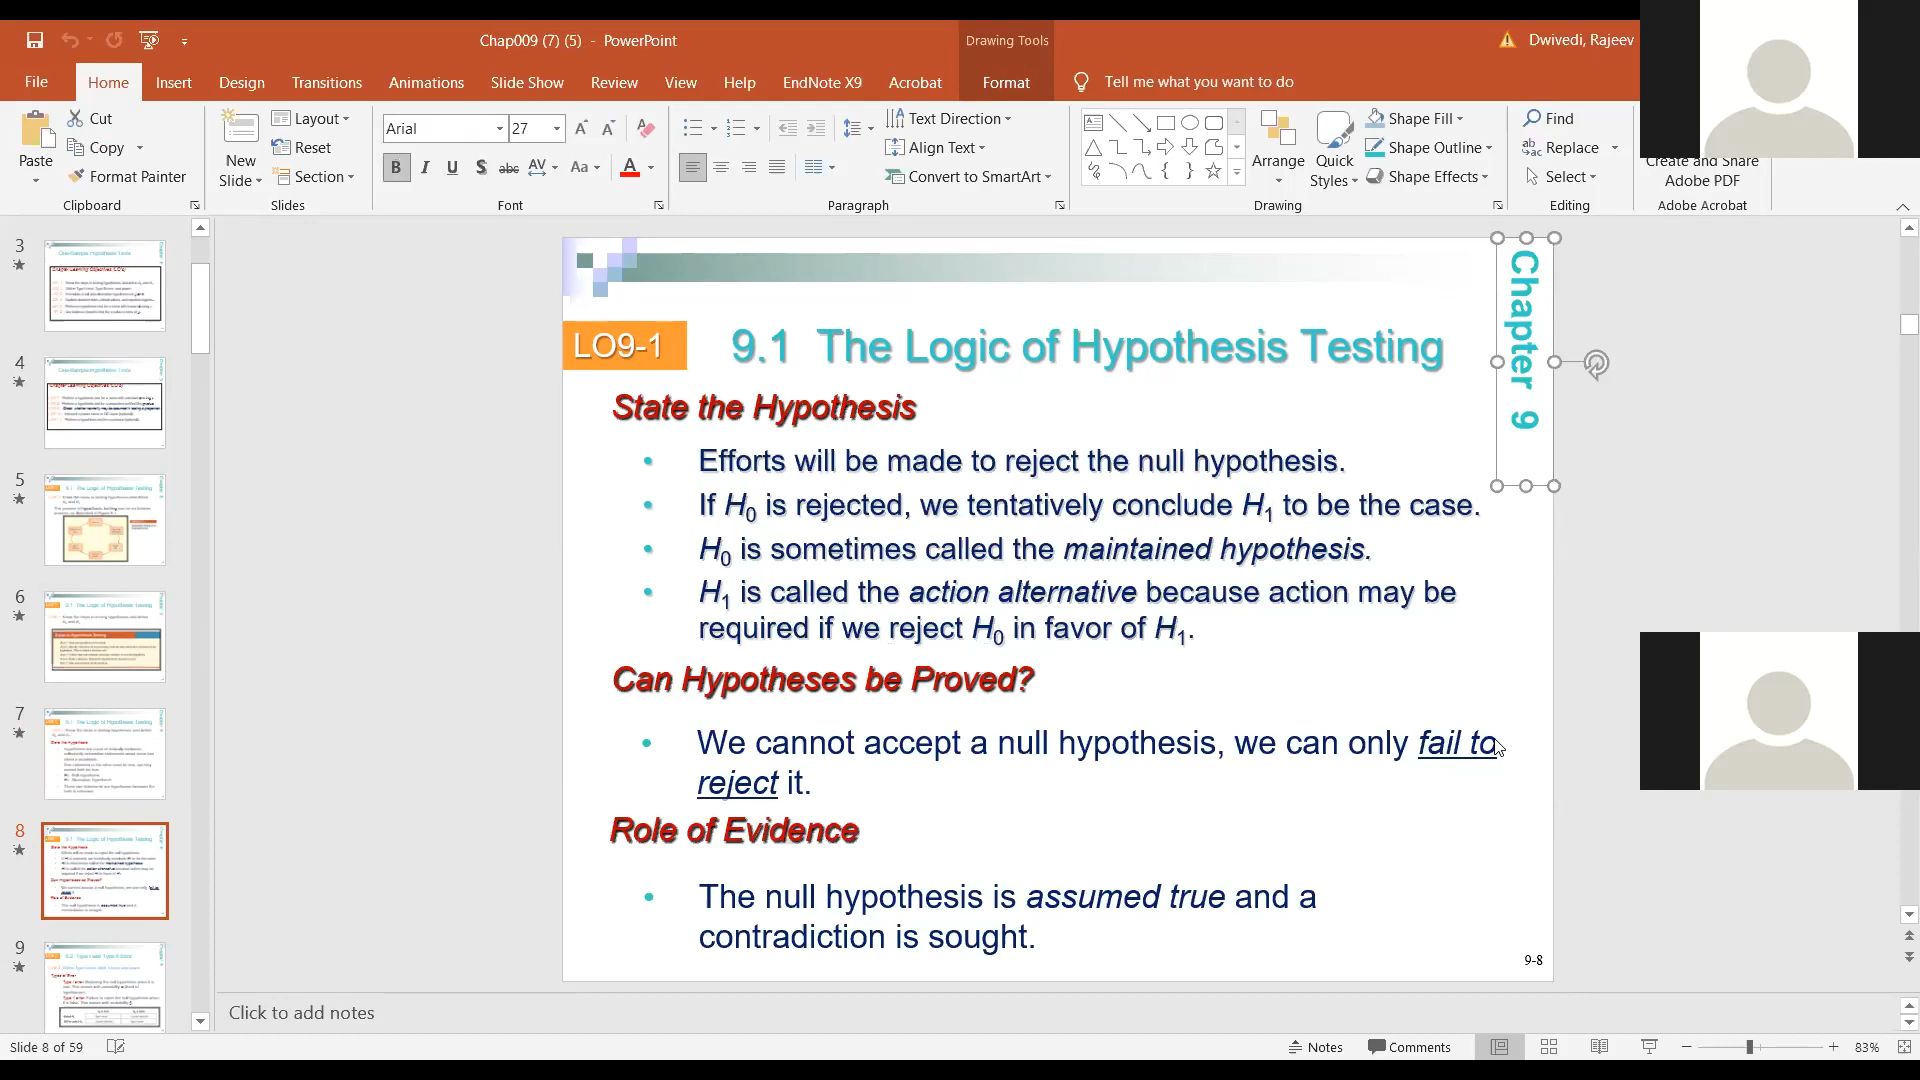 Chap009 (7) (5) - PowerPoint
Drawing Tools
Dwivedi, Rajeev
File
Home
Insert
Design
Transitions
Animations
Slide Show
Review
View
Help
EndNote X9
Acrobat
Format
Tell me what you want to do
Paste
Cut
Copy
Format Painter
Clipboard
New
Slide
Layout
Reset
Section
Slides
Arial
27
Font
Text Direction
Align Text
Convert to SmartArt
Paragraph
Arrange
Quick
Styles
Shape Fill
Shape Outline
Shape Effects
Drawing
Find
Replace
Select
Editing
Create and Share
Adobe PDF
Adobe Acrobat
3
4
5
6
7
8
9
Chapter 9
LO9-1
9.1 The Logic of Hypothesis Testing
State the Hypothesis
• Efforts will be made to reject the null hypothesis.
• If H0 is rejected, we tentatively conclude H1 to be the case.
• H0 is sometimes called the maintained hypothesis.
• H1 is called the action alternative because action may be
required if we reject H0 in favor of H1.
Can Hypotheses be Proved?
• We cannot accept a null hypothesis, we can only fail to
reject it.
Role of Evidence
• The null hypothesis is assumed true and a
contradiction is sought.
9-8
Click to add notes
Slide 8 of 59
Notes
Comments
83%